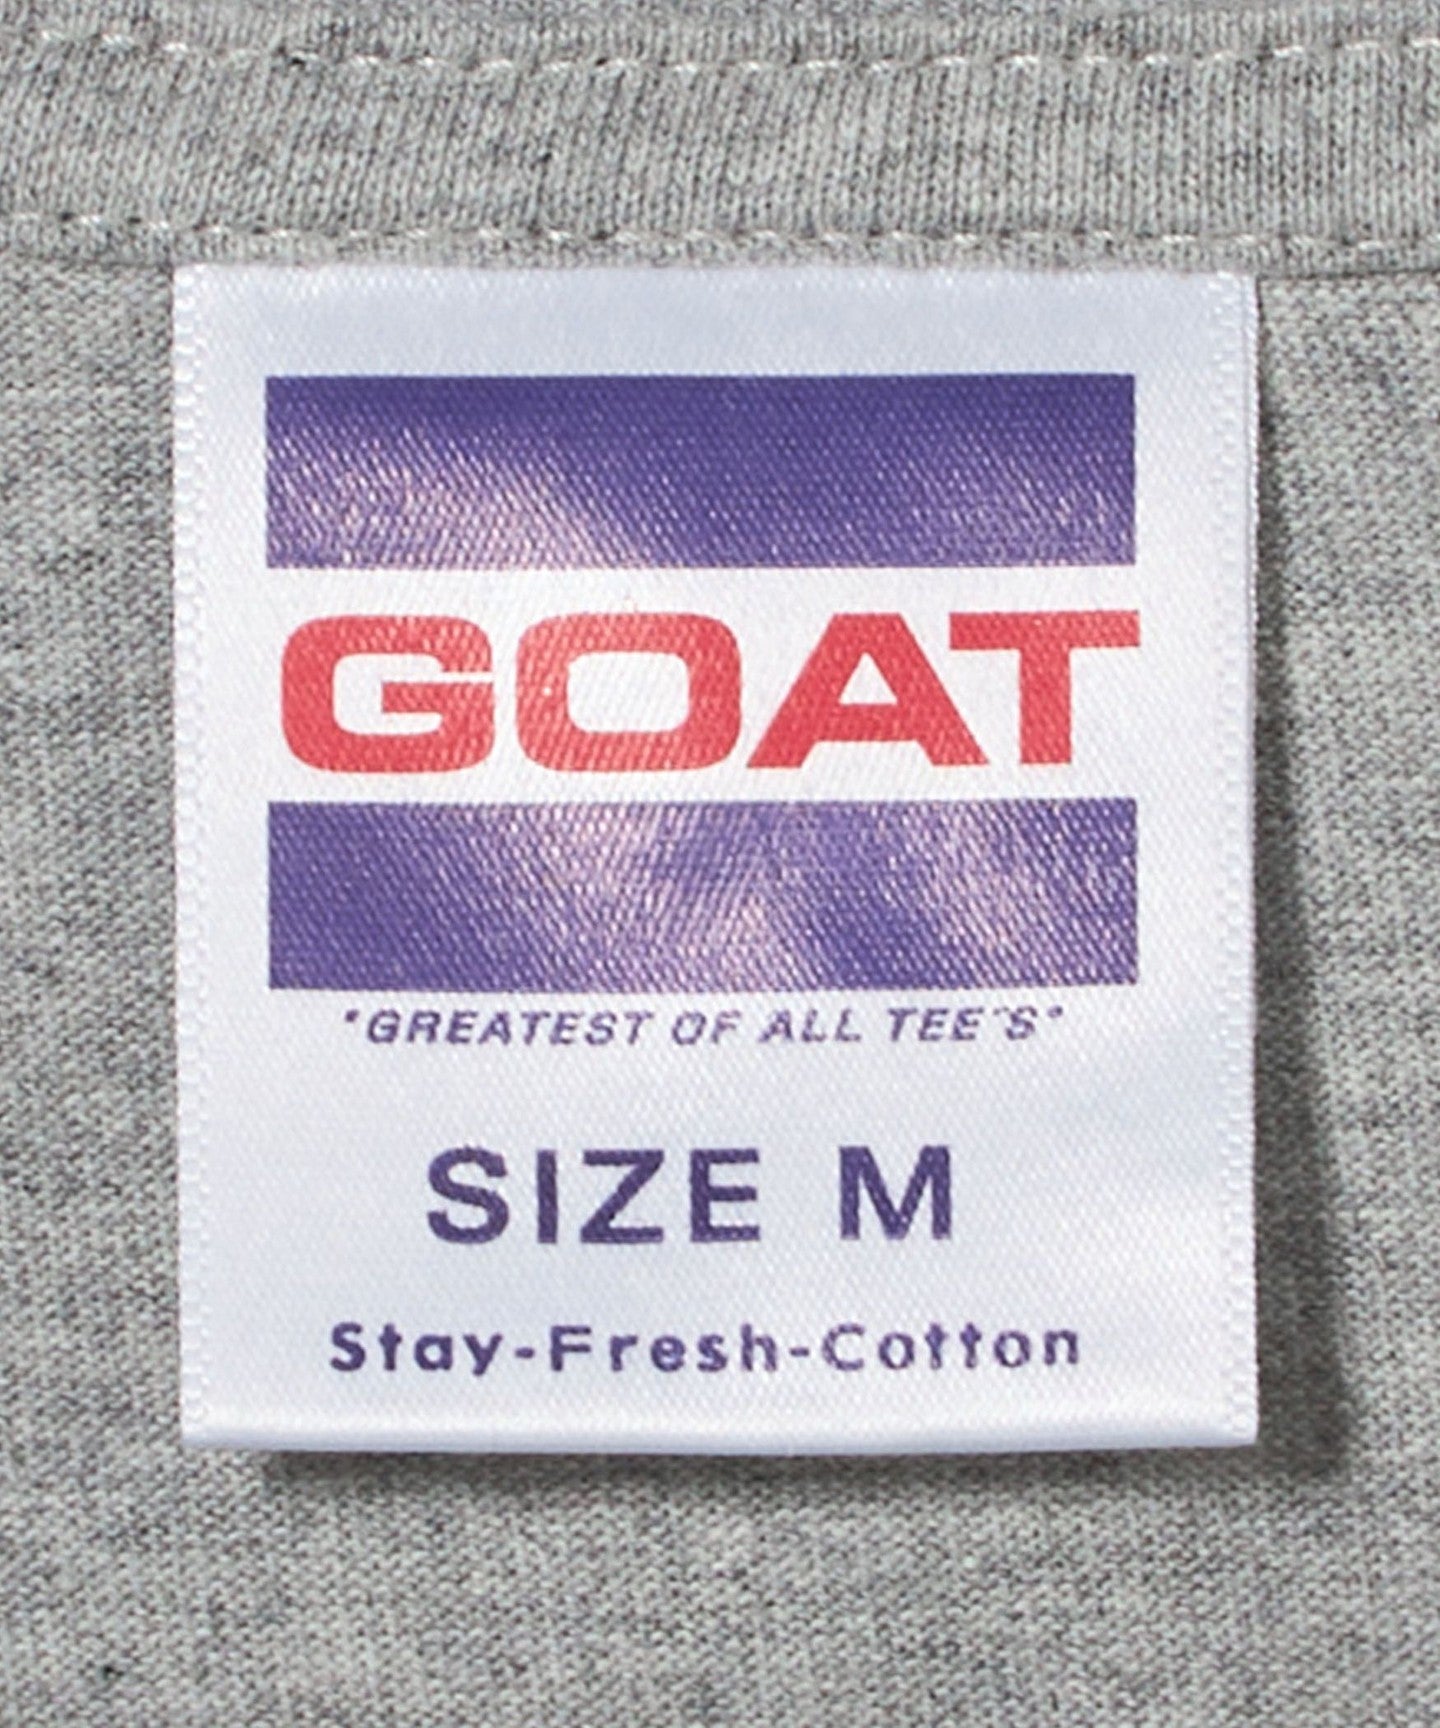 GOAT
"GREATEST OF ALL TEE'S"
SIZE M
Stay-Fresh-Cotton